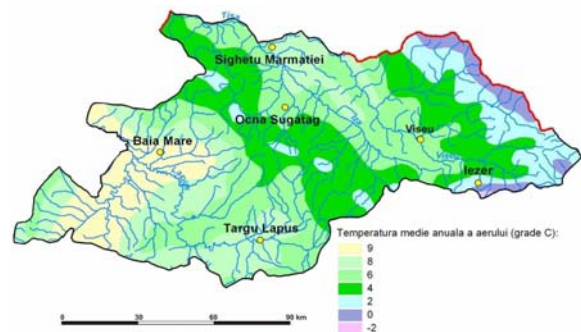 Tisa
Sighetu Marmatiei
Ocna Sugatag
Baia Mare
Viseu
Viseu
Iezer
Targu Lapus
Temperatura medie anuala a aerului (grade C):
9
8
6
4
2
0
-2
0 30 60 90 km